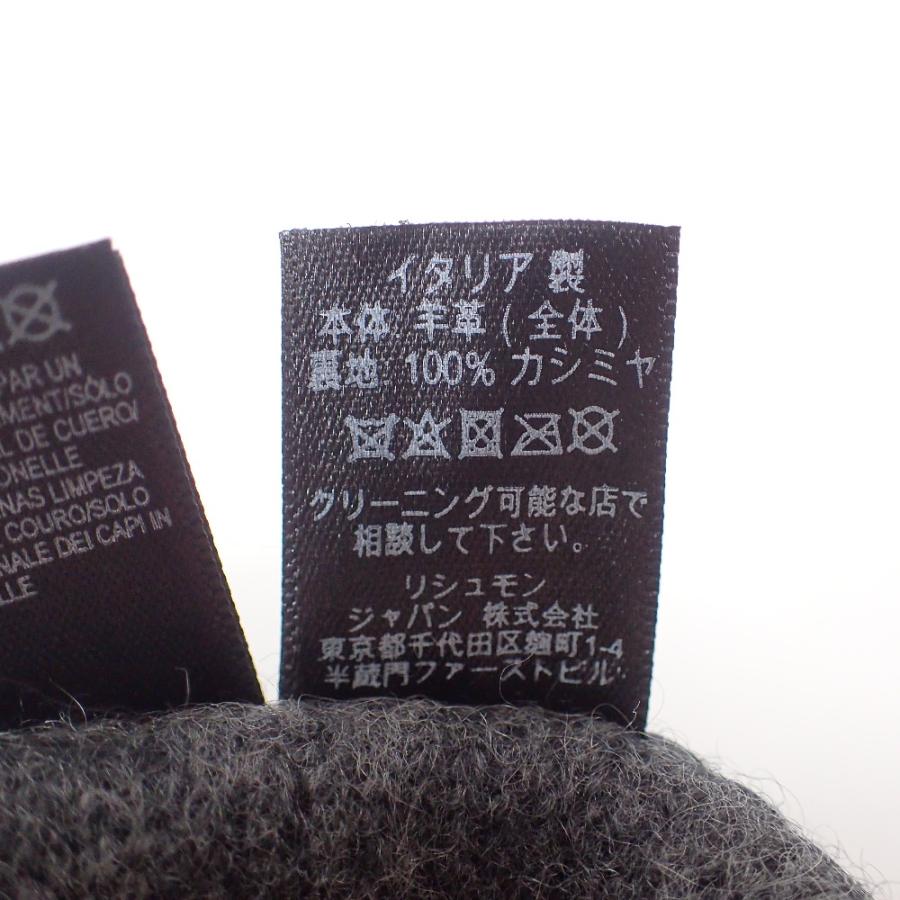 PAR UN
EMENT/SÓLO
L DE CUERO/
ONELLE
NAS LIMPEZA
COURO/SOLO
NALE DEI CAPI IN
LLE
イタリア 製
本体 羊革 ( 全体 )
裏地 100% カシミヤ
クリーニング可能な店で
相談して下さい。
リシュモン
ジャパン 株式会社
東京都千代田区麹町1-4
半蔵門ファーストビル